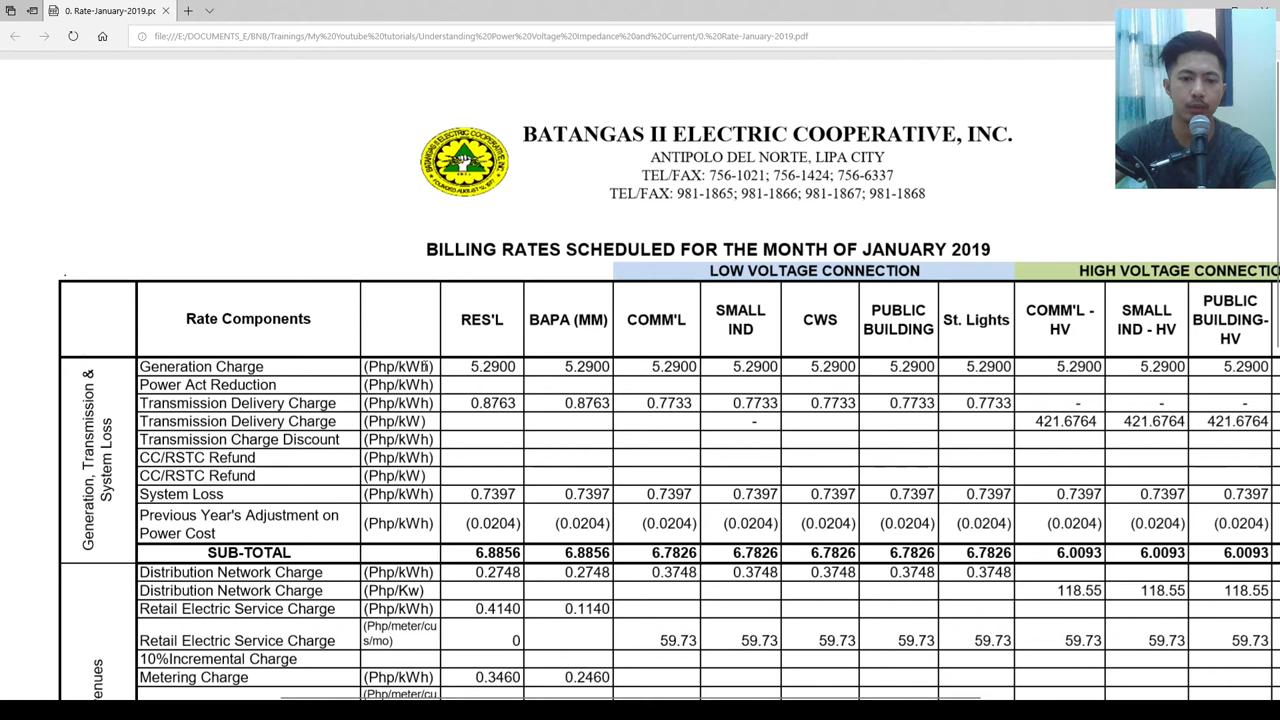 0. Rate-January-2019.pdf
file:///E:/DOCUMENTS_E/BNB/Trainings/My%20Youtube%20tutorials/Understanding%20Power%20Voltage%20Impedance%20and%20Current/0.%20Rate-January-2019.pdf
BATANGAS II ELECTRIC COOPERATIVE, INC.
ANTIPOLO DEL NORTE, LIPA CITY
TEL/FAX: 756-1021; 756-1424; 756-6337
TEL/FAX: 981-1865; 981-1866; 981-1867; 981-1868
BILLING RATES SCHEDULED FOR THE MONTH OF JANUARY 2019
LOW VOLTAGE CONNECTION HIGH VOLTAGE CONNECTIO
Rate Components RES'L BAPA (MM) COMM'L SMALL IND CWS PUBLIC BUILDING St. Lights COMM'L - HV SMALL IND - HV PUBLIC BUILDING- HV
Generation, Transmission & System Loss
Generation Charge (Php/kWh) 5.2900 5.2900 5.2900 5.2900 5.2900 5.2900 5.2900 5.2900 5.2900 5.2900
Power Act Reduction (Php/kWh)
Transmission Delivery Charge (Php/kWh) 0.8763 0.8763 0.7733 0.7733 0.7733 0.7733 0.7733 - - -
Transmission Delivery Charge (Php/kW) - 421.6764 421.6764 421.6764
Transmission Charge Discount (Php/kWh)
CC/RSTC Refund (Php/kWh)
CC/RSTC Refund (Php/kW)
System Loss (Php/kWh) 0.7397 0.7397 0.7397 0.7397 0.7397 0.7397 0.7397 0.7397 0.7397 0.7397
Previous Year's Adjustment on Power Cost (Php/kWh) (0.0204) (0.0204) (0.0204) (0.0204) (0.0204) (0.0204) (0.0204) (0.0204) (0.0204) (0.0204)
SUB-TOTAL 6.8856 6.8856 6.7826 6.7826 6.7826 6.7826 6.7826 6.0093 6.0093 6.0093
Distribution Network Charge (Php/kWh) 0.2748 0.2748 0.3748 0.3748 0.3748 0.3748 0.3748
Distribution Network Charge (Php/Kw) 118.55 118.55 118.55
Retail Electric Service Charge (Php/kWh) 0.4140 0.1140
Retail Electric Service Charge (Php/meter/cu s/mo) 0 59.73 59.73 59.73 59.73 59.73 59.73 59.73 59.73
10%Incremental Charge
Metering Charge (Php/kWh) 0.3460 0.2460
(Php/meter/cu
enues